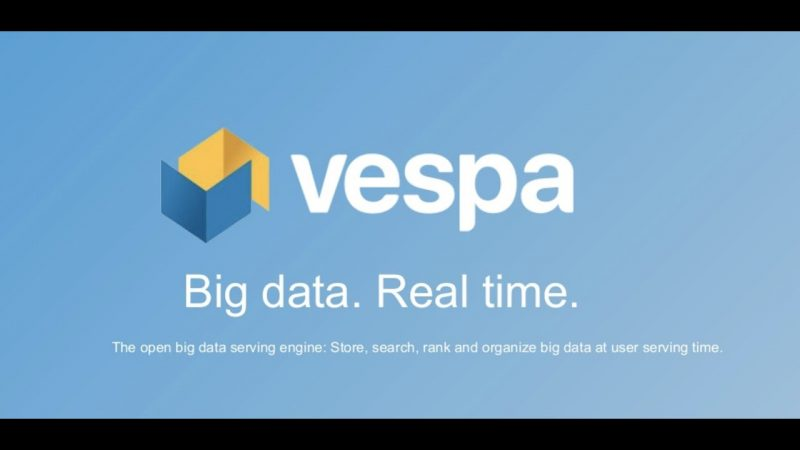 vespa
Big data. Real time.
The open big data serving engine: Store, search, rank and organize big data at user serving time.